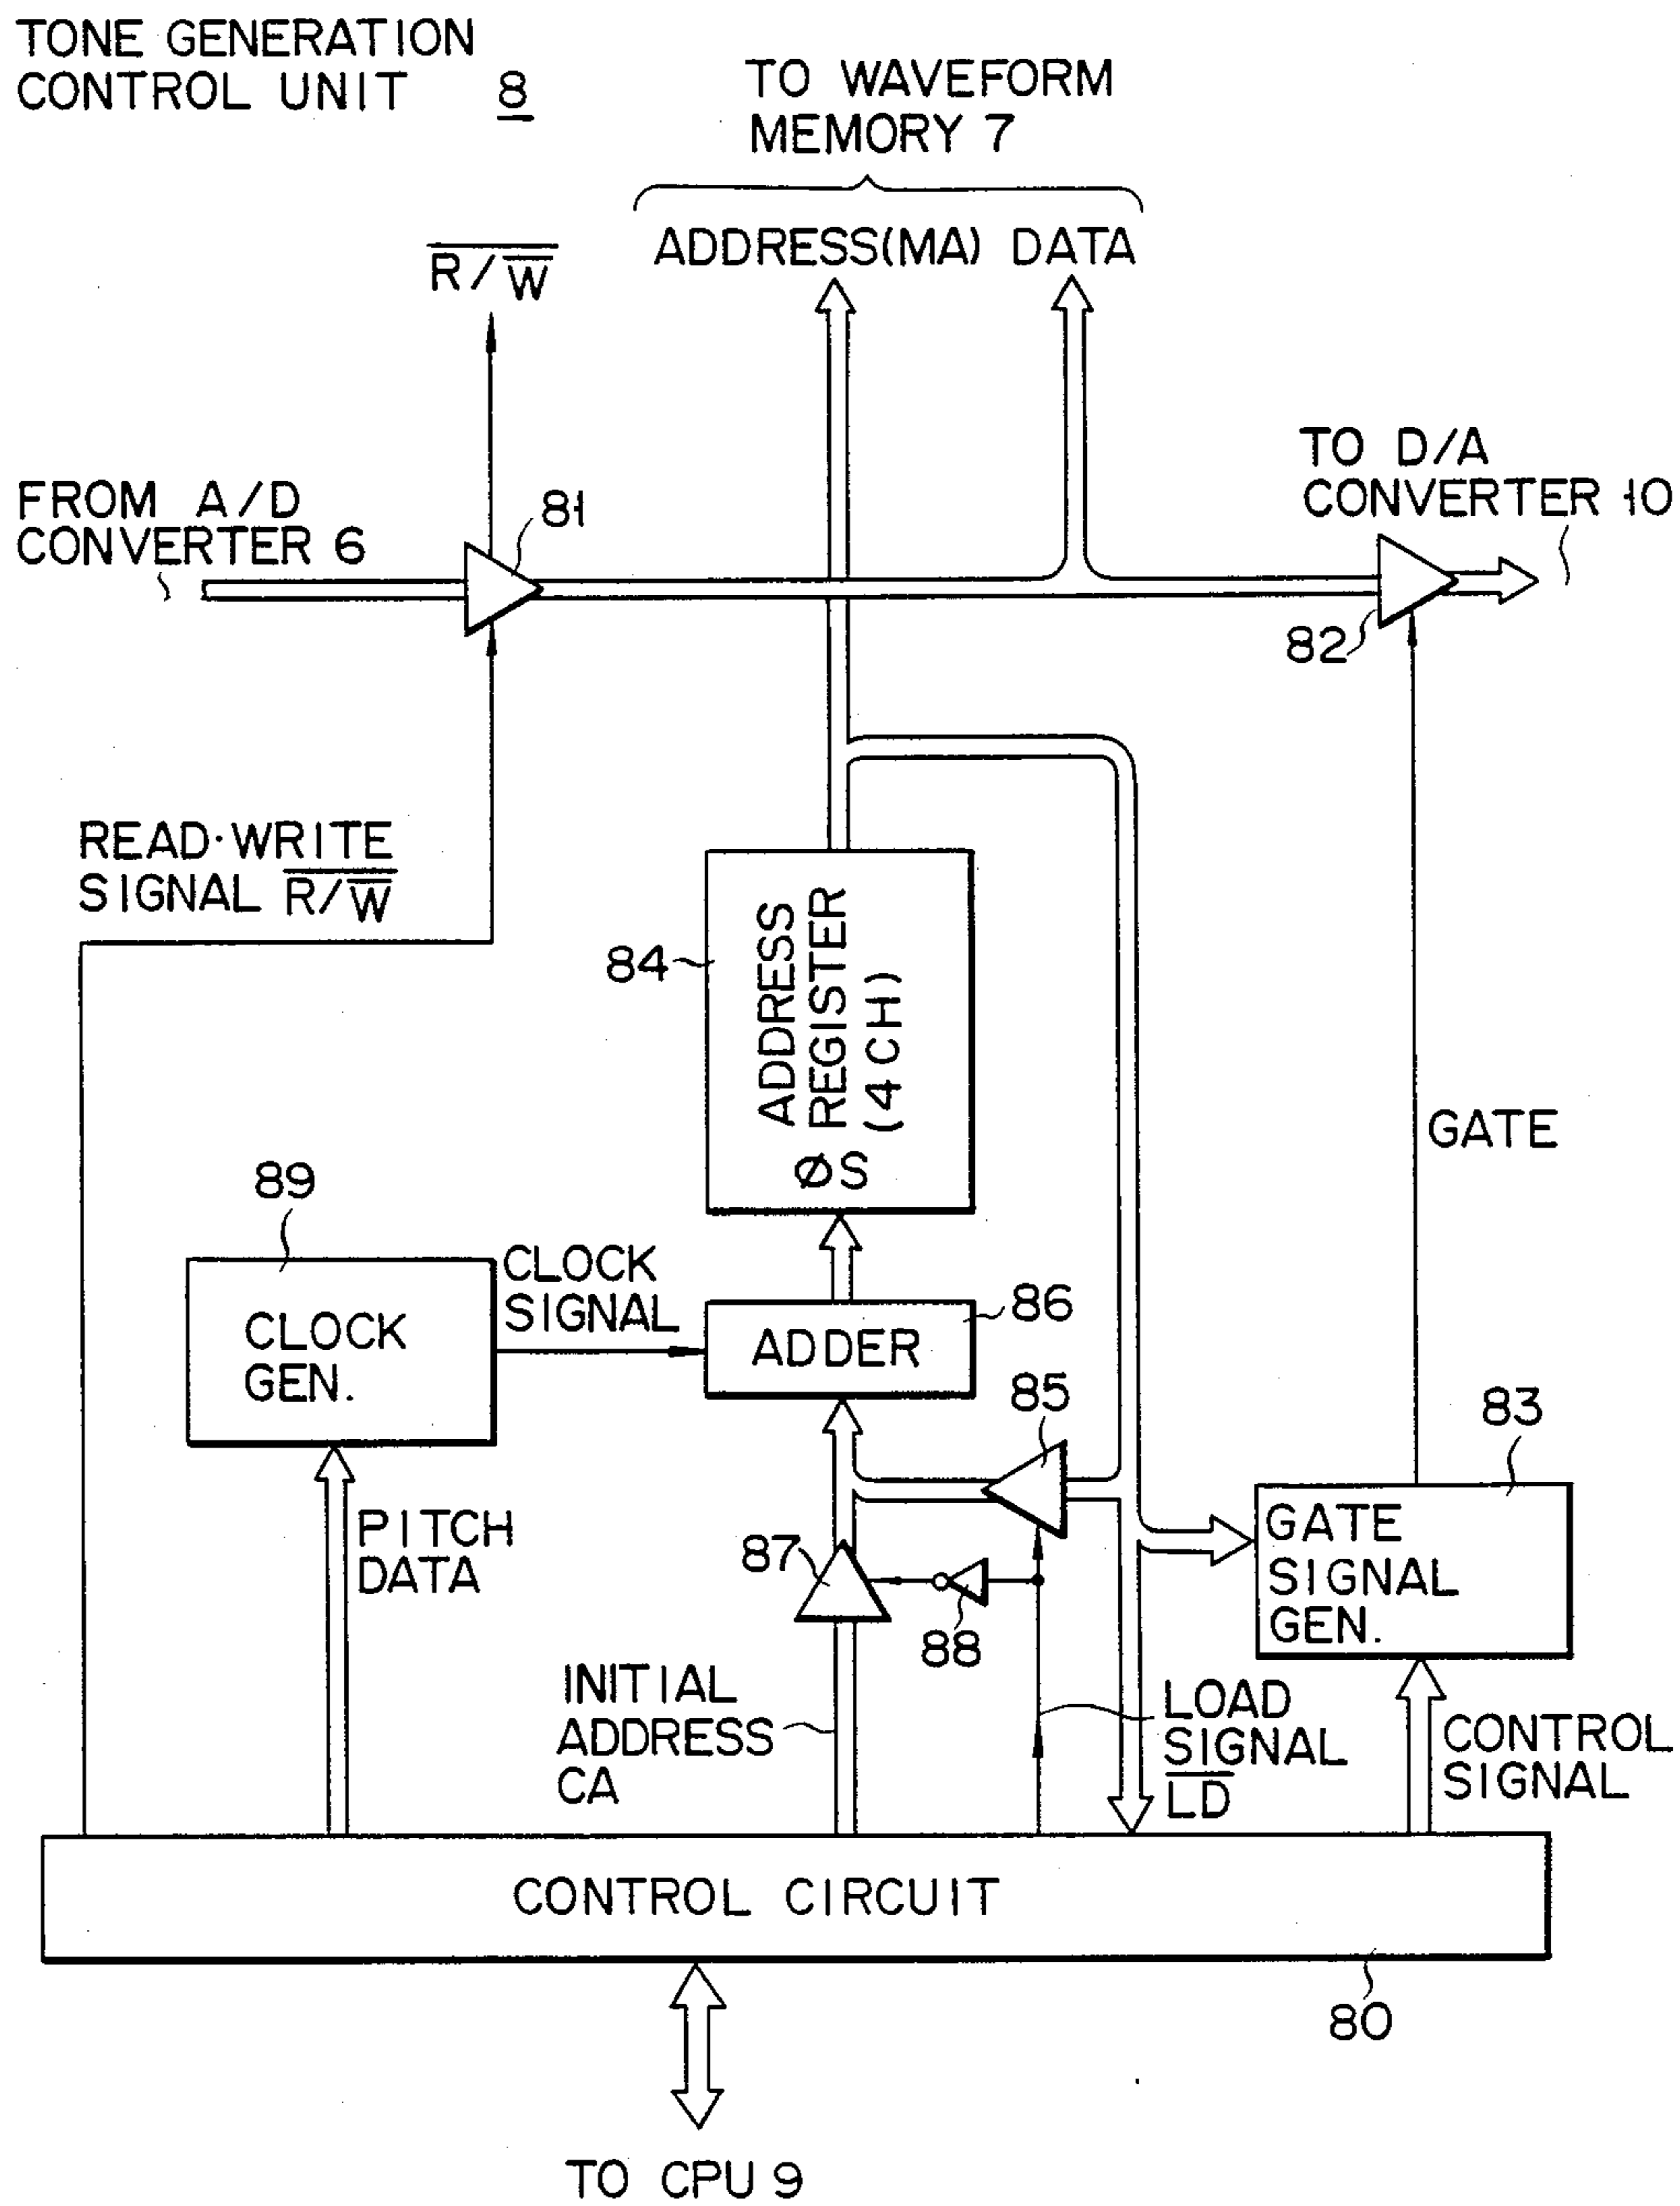 TONE GENERATION
CONTROL UNIT 8
TO WAVEFORM
MEMORY 7
ADDRESS(MA) DATA
R/W
TO D/A
CONVERTER 10
FROM A/D
CONVERTER 6
81
82
READ·WRITE
SIGNAL R/W
84
ADDRESS
REGISTER
(4 CH)
ØS
GATE
89
CLOCK
SIGNAL
CLOCK
GEN.
86
ADDER
85
83
PITCH
DATA
87
88
GATE
SIGNAL
GEN.
INITIAL
ADDRESS
CA
LOAD
SIGNAL
LD
CONTROL
SIGNAL
CONTROL CIRCUIT
80
TO CPU 9